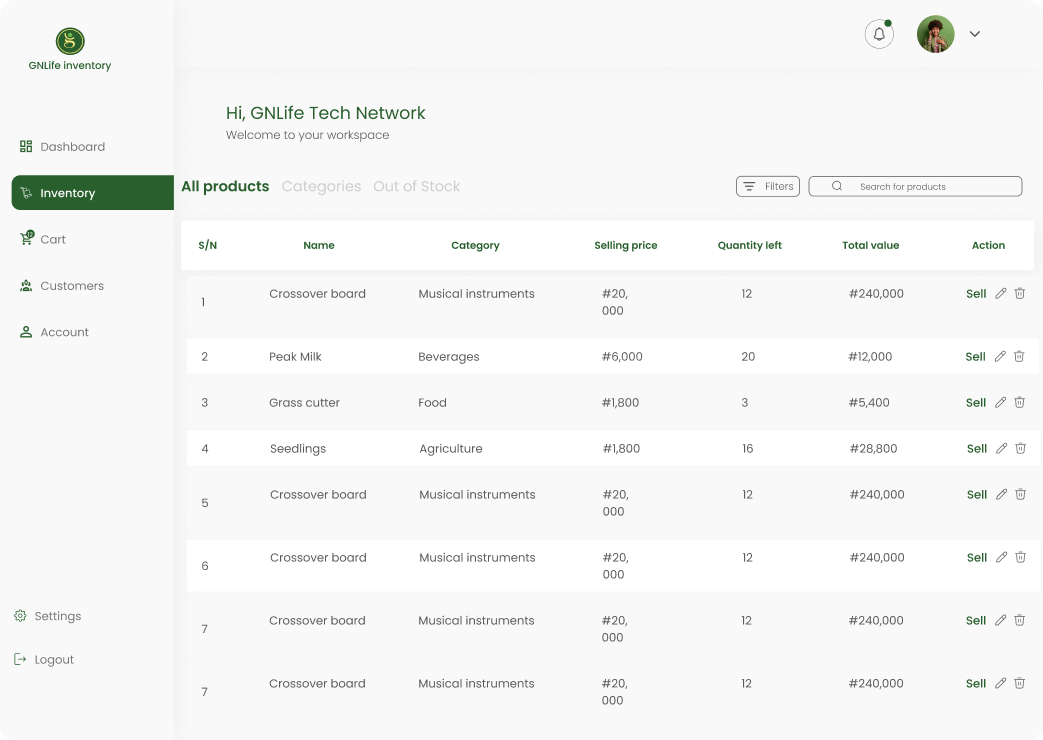 GNLife inventory
Hi, GNLife Tech Network
Welcome to your workspace
Dashboard
Inventory
12
Cart
Customers
Account
Settings
Logout
All products Categories Out of Stock Filters Search for products
S/N Name Category Selling price Quantity left Total value Action
1 Crossover board Musical instruments #20, 12 #240,000 Sell
000
2 Peak Milk Beverages #6,000 20 #12,000 Sell
3 Grass cutter Food #1,800 3 #5,400 Sell
4 Seedlings Agriculture #1,800 16 #28,800 Sell
5 Crossover board Musical instruments #20, 12 #240,000 Sell
000
6 Crossover board Musical instruments #20, 12 #240,000 Sell
000
7 Crossover board Musical instruments #20, 12 #240,000 Sell
000
7 Crossover board Musical instruments #20, 12 #240,000 Sell
000